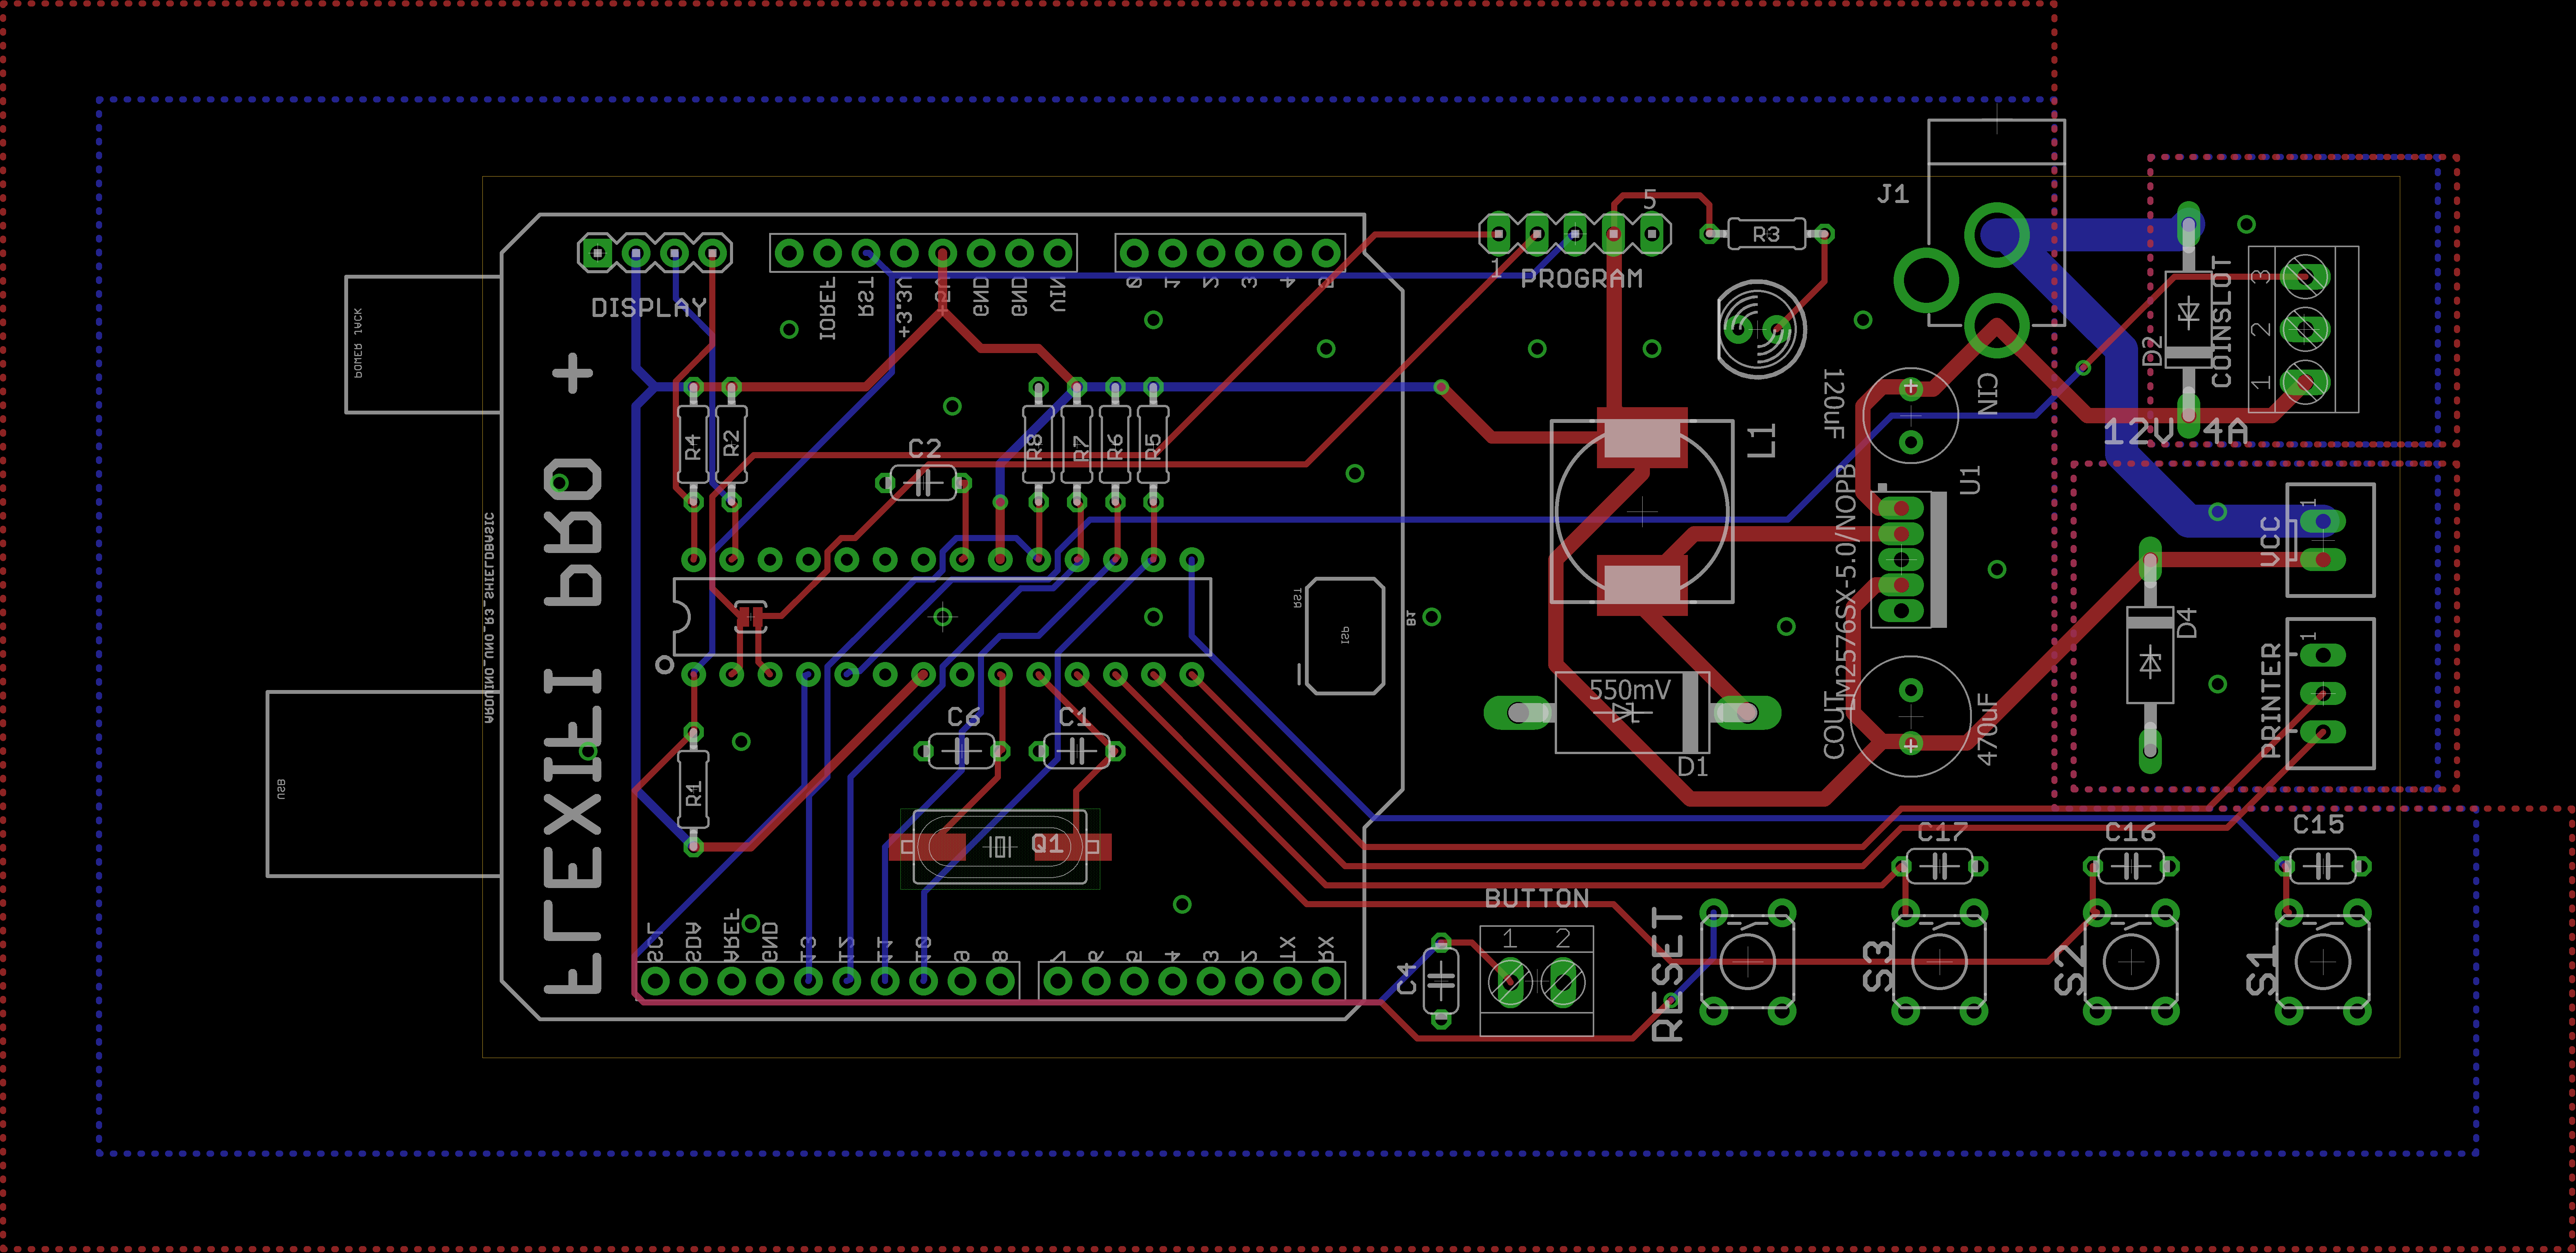 5
J1
R3
1
PROGRAM
DISPLAY
IOREF
RST
+3.3V
+5V
GND
GND
VIN
0
1
2
3
4
5
POWER JACK
3
2
1
COINSLOT
D2
12V 4A
120uF
CIN
L1
U1
R4
R2
C2
R8
R7
R6
R5
LM2576SX-5.0/NOPB
VCC
1
ARDUINO_UNO_R3_SHIELDBASIC
FLEXIFI PRO +
RST
ISP
B1
D4
1
PRINTER
550mV
D1
COUT
470uF
C6
C1
R1
USB
Q1
C17
C16
C15
BUTTON
1
2
C4
RESET
S3
S2
S1
SCL
SDA
AREF
GND
13
12
11
10
9
8
7
6
5
4
3
2
TX
RX